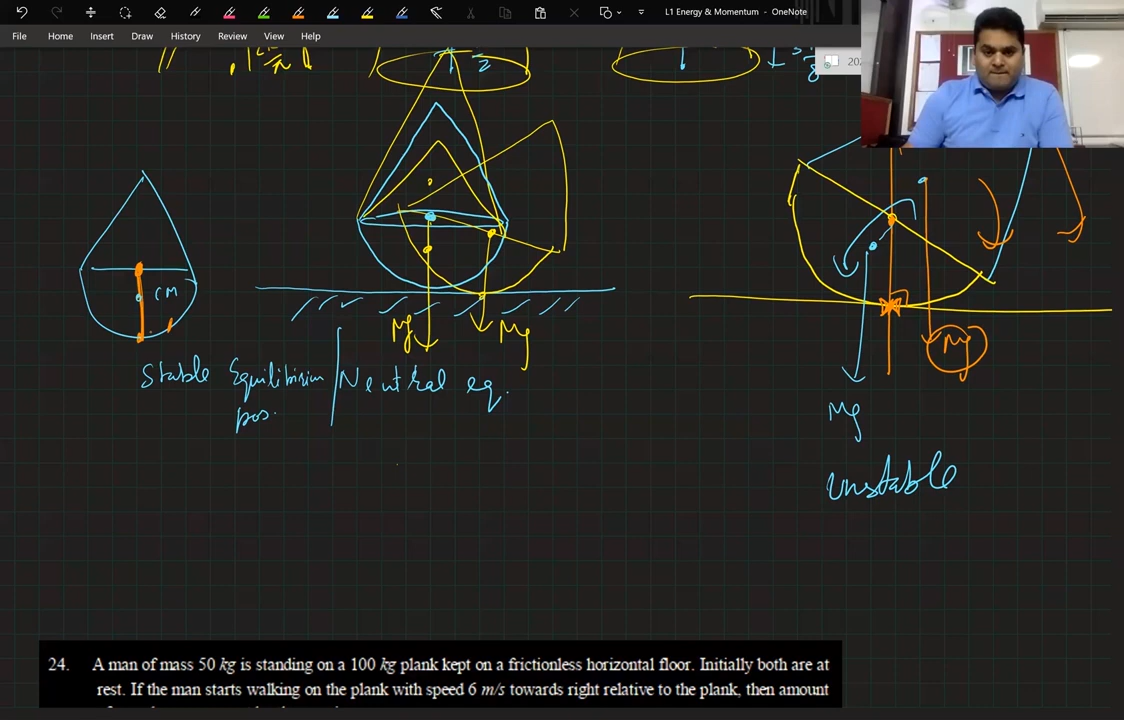 L1 Energy & Momentum - OneNote
File Home Insert Draw History Review View Help
2
8
CM
Mg
Mg
Mg
Mg
Stable Equilibrium / Neutral eq.
pos.
unstable
24. A man of mass 50 kg is standing on a 100 kg plank kept on a frictionless horizontal floor. Initially both are at
rest. If the man starts walking on the plank with speed 6 m/s towards right relative to the plank, then amount